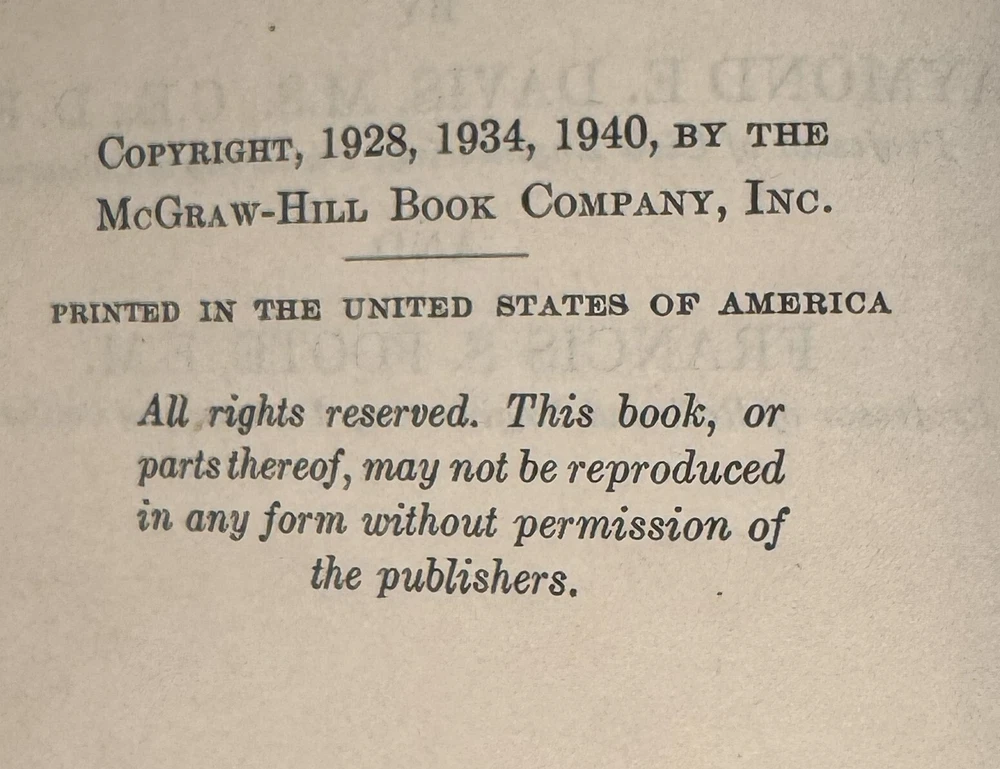 COPYRIGHT, 1928, 1934, 1940, BY THE
MCGRAW-HILL BOOK COMPANY, INC.
PRINTED IN THE UNITED STATES OF AMERICA
All rights reserved. This book, or
parts thereof, may not be reproduced
in any form without permission of
the publishers.